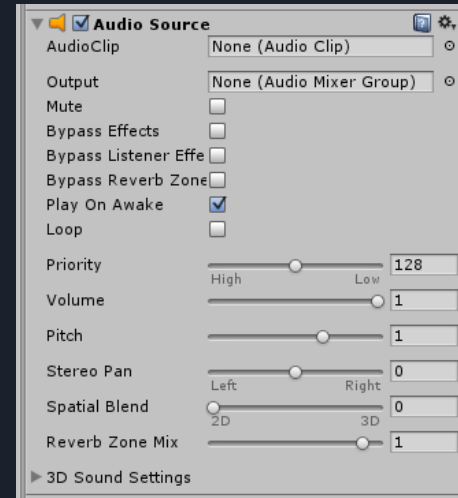 Audio Source
AudioClip None (Audio Clip)
Output None (Audio Mixer Group)
Mute
Bypass Effects
Bypass Listener Effe
Bypass Reverb Zone
Play On Awake
Loop
Priority 128
High Low
Volume 1
Pitch 1
Stereo Pan 0
Left Right
Spatial Blend 0
2D 3D
Reverb Zone Mix 1
3D Sound Settings